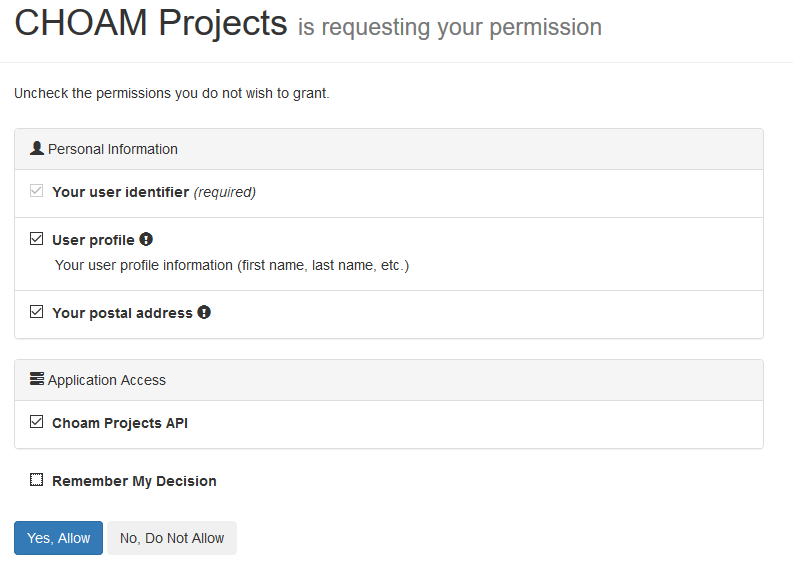 CHOAM Projects is requesting your permission
Uncheck the permissions you do not wish to grant.
Personal Information
Your user identifier (required)
User profile
Your user profile information (first name, last name, etc.)
Your postal address
Application Access
Choam Projects API
Remember My Decision
Yes, Allow No, Do Not Allow